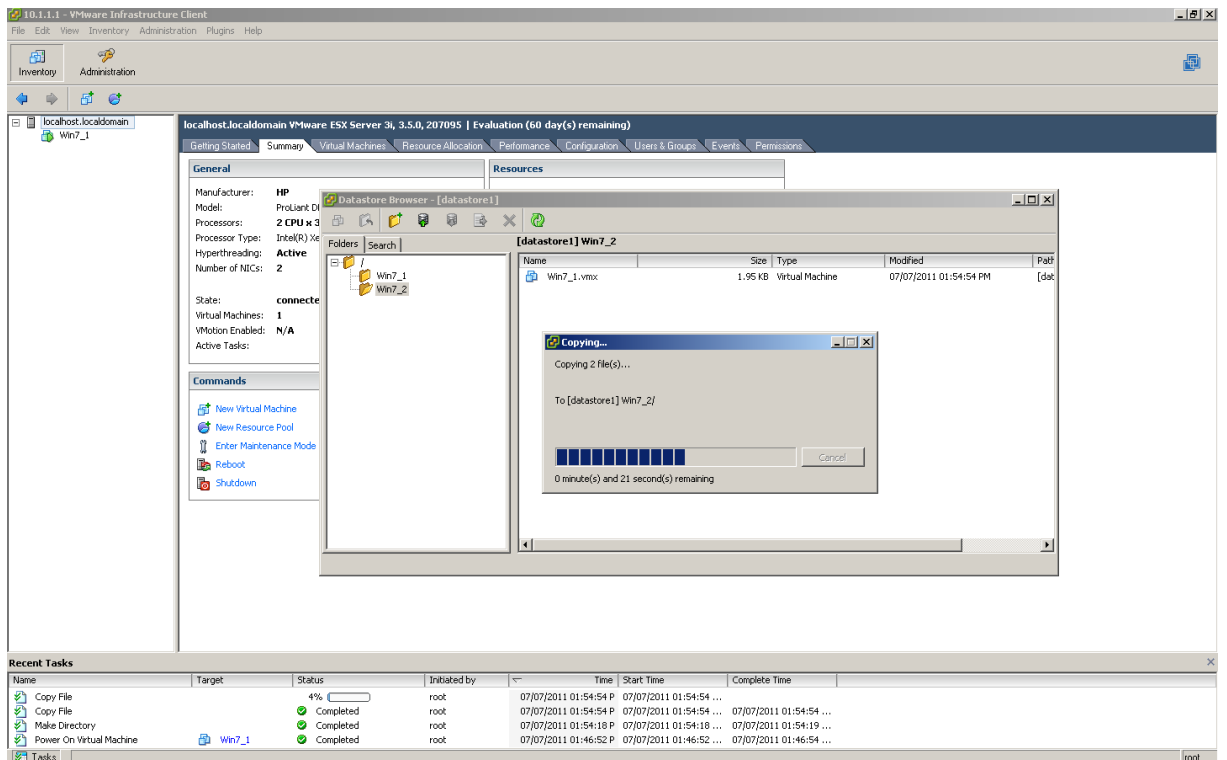 10.1.1.1 - VMware Infrastructure Client
File Edit View Inventory Administration Plugins Help
Inventory Administration
localhost.localdomain
Win7_1
localhost.localdomain VMware ESX Server 3i, 3.5.0, 207095 | Evaluation (60 day(s) remaining)
Getting Started Summary Virtual Machines Resource Allocation Performance Configuration Users & Groups Events Permissions
General
Manufacturer: HP
Model: ProLiant Dl
Processors: 2 CPU x 3
Processor Type: Intel(R) Xe
Hyperthreading: Active
Number of NICs: 2
State: connecte
Virtual Machines: 1
VMotion Enabled: N/A
Active Tasks:
Commands
New Virtual Machine
New Resource Pool
Enter Maintenance Mode
Reboot
Shutdown
Resources
Datastore Browser - [datastore1]
Folders Search
/
Win7_1
Win7_2
[datastore1] Win7_2
Name Size Type Modified Path
Win7_1.vmx 1.95 KB Virtual Machine 07/07/2011 01:54:54 PM [dat
Copying...
Copying 2 file(s)...
To [datastore1] Win7_2/
Cancel
0 minute(s) and 21 second(s) remaining
Recent Tasks
Name Target Status Initiated by Time Start Time Complete Time
Copy File 4% root 07/07/2011 01:54:54 P 07/07/2011 01:54:54 ...
Copy File Completed root 07/07/2011 01:54:54 P 07/07/2011 01:54:54 ... 07/07/2011 01:54:54 ...
Make Directory Completed root 07/07/2011 01:54:18 P 07/07/2011 01:54:18 ... 07/07/2011 01:54:19 ...
Power On Virtual Machine Win7_1 Completed root 07/07/2011 01:46:52 P 07/07/2011 01:46:52 ... 07/07/2011 01:46:54 ...
Tasks root